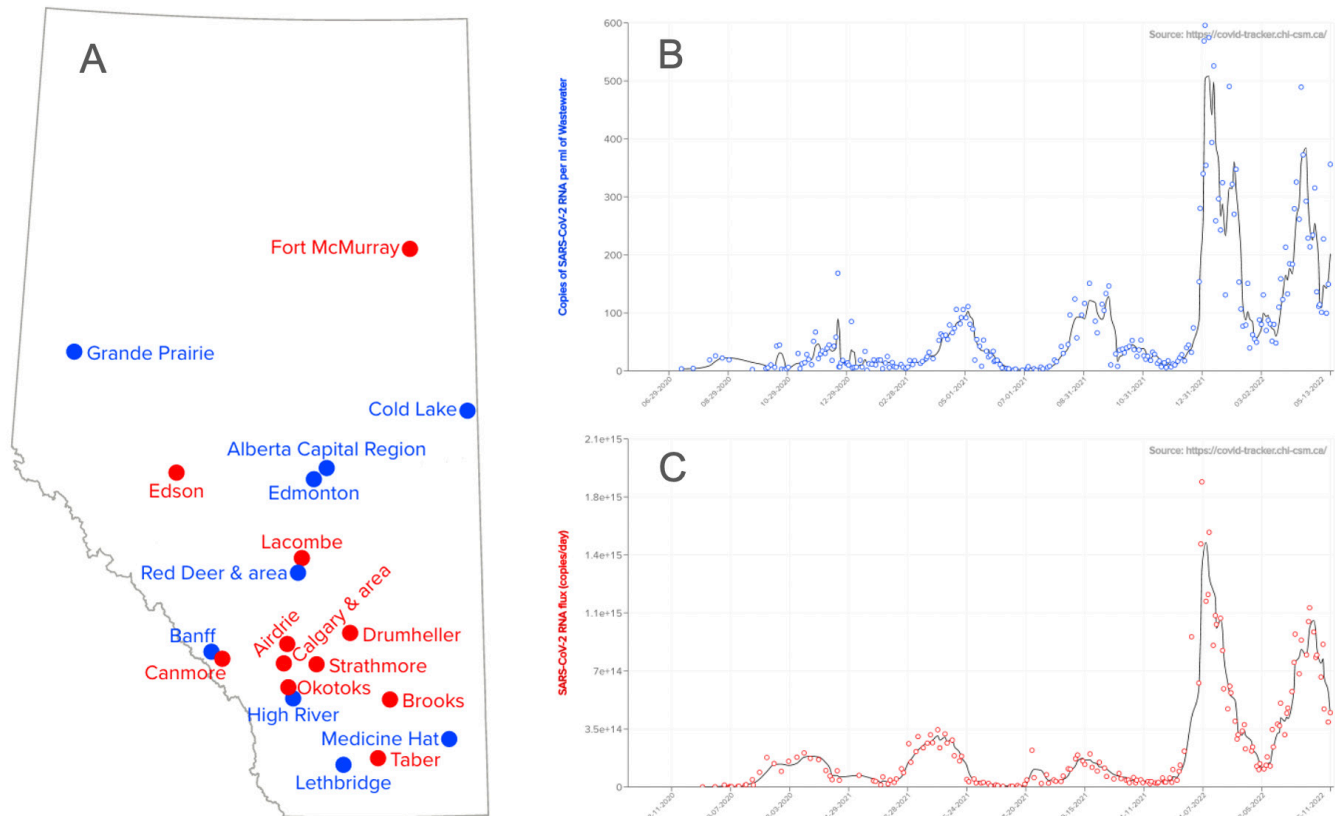 A
Fort McMurray
Grande Prairie
Cold Lake
Alberta Capital Region
Edson
Edmonton
Lacombe
Red Deer & area
Airdrie
Calgary & area
Banff
Drumheller
Canmore
Strathmore
Okotoks
High River
Brooks
Medicine Hat
Taber
Lethbridge
B
Source: https://covid-tracker.chi-csm.ca/
Copies of SARS-CoV-2 RNA per ml of Wastewater
600
500
400
300
200
100
0
06-29-2020
08-29-2020
10-29-2020
12-29-2020
02-28-2021
05-01-2021
07-01-2021
08-31-2021
10-31-2021
12-31-2021
03-02-2022
05-13-2022
C
Source: https://covid-tracker.chi-csm.ca/
SARS-CoV-2 RNA flux (copies/day)
2.1e+15
1.8e+15
1.4e+15
1.1e+15
7e+14
3.5e+14
0